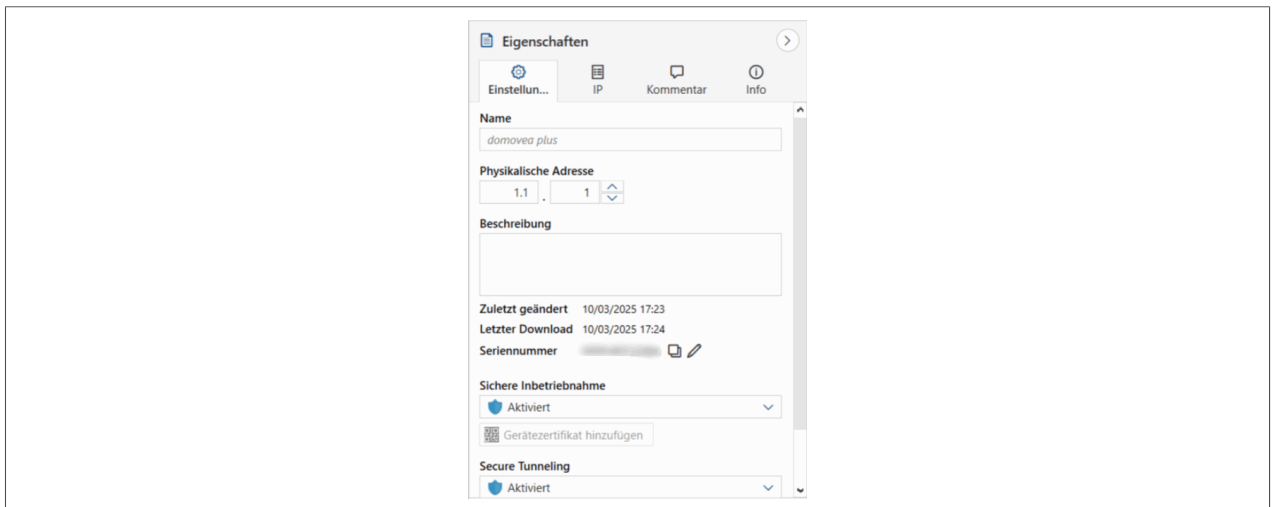 Eigenschaften
Einstellun... IP Kommentar Info
Name
domovea plus
Physikalische Adresse
1.1 . 1
Beschreibung
Zuletzt geändert 10/03/2025 17:23
Letzter Download 10/03/2025 17:24
Seriennummer
Sichere Inbetriebnahme
Aktiviert
Gerätezertifikat hinzufügen
Secure Tunneling
Aktiviert